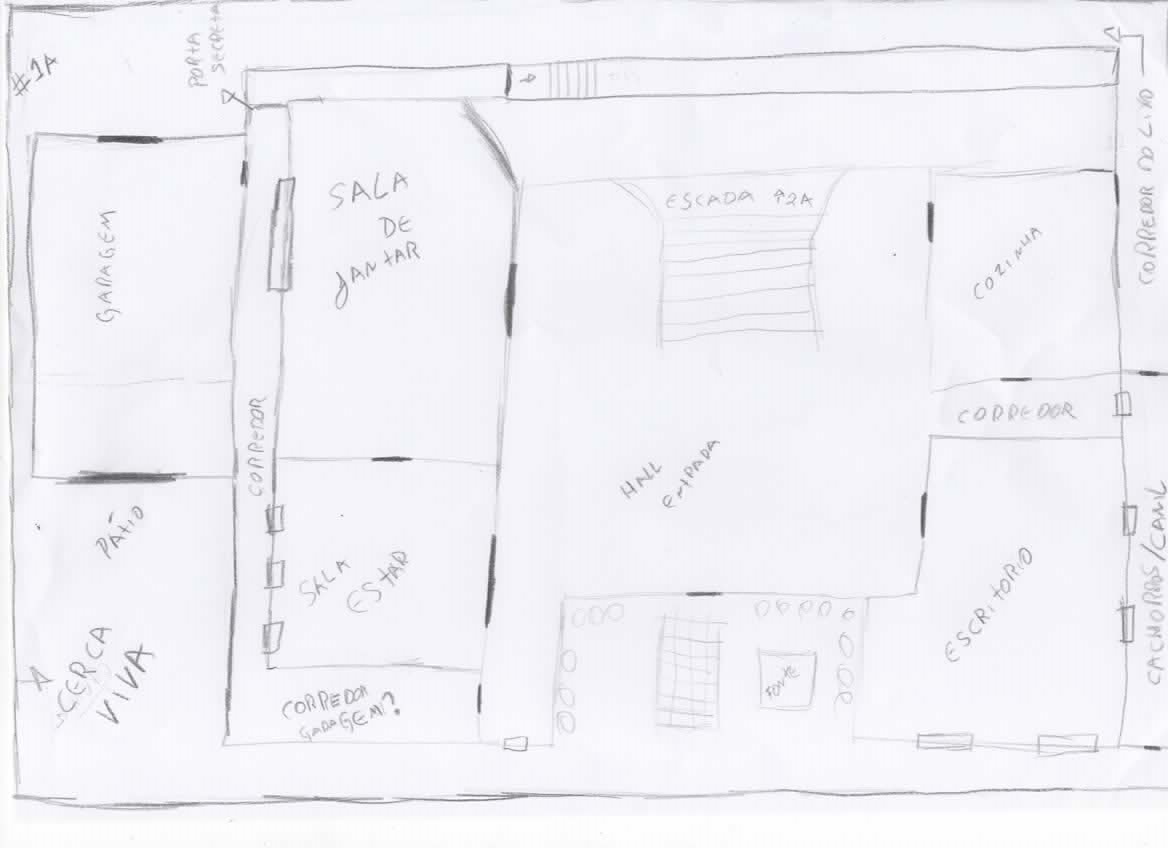 #1A
PORTA
SECRETA
GARAGEM
SALA
DE
JANTAR
ESCADA #2A
COZINHA
CORREDOR DO LIXO
CORREDOR
CORREDOR
HALL
ENTRADA
PÁTIO
SALA
ESTAR
ESCRITORIO
CACHORROS/CANIL
CERCA
VIVA
CORREDOR
GARAGEM?
FONTE